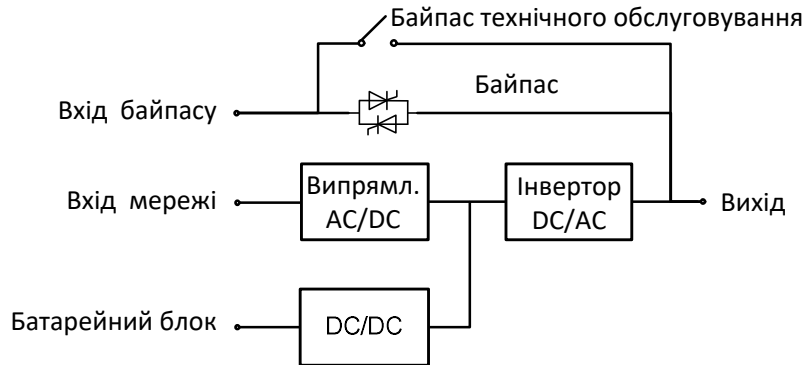 Байпас технічного обслуговування
Байпас
Вхід байпасу
Вхід мережі
Випрямл.
AC/DC
Інвертор
DC/AC
Вихід
Батарейний блок
DC/DC